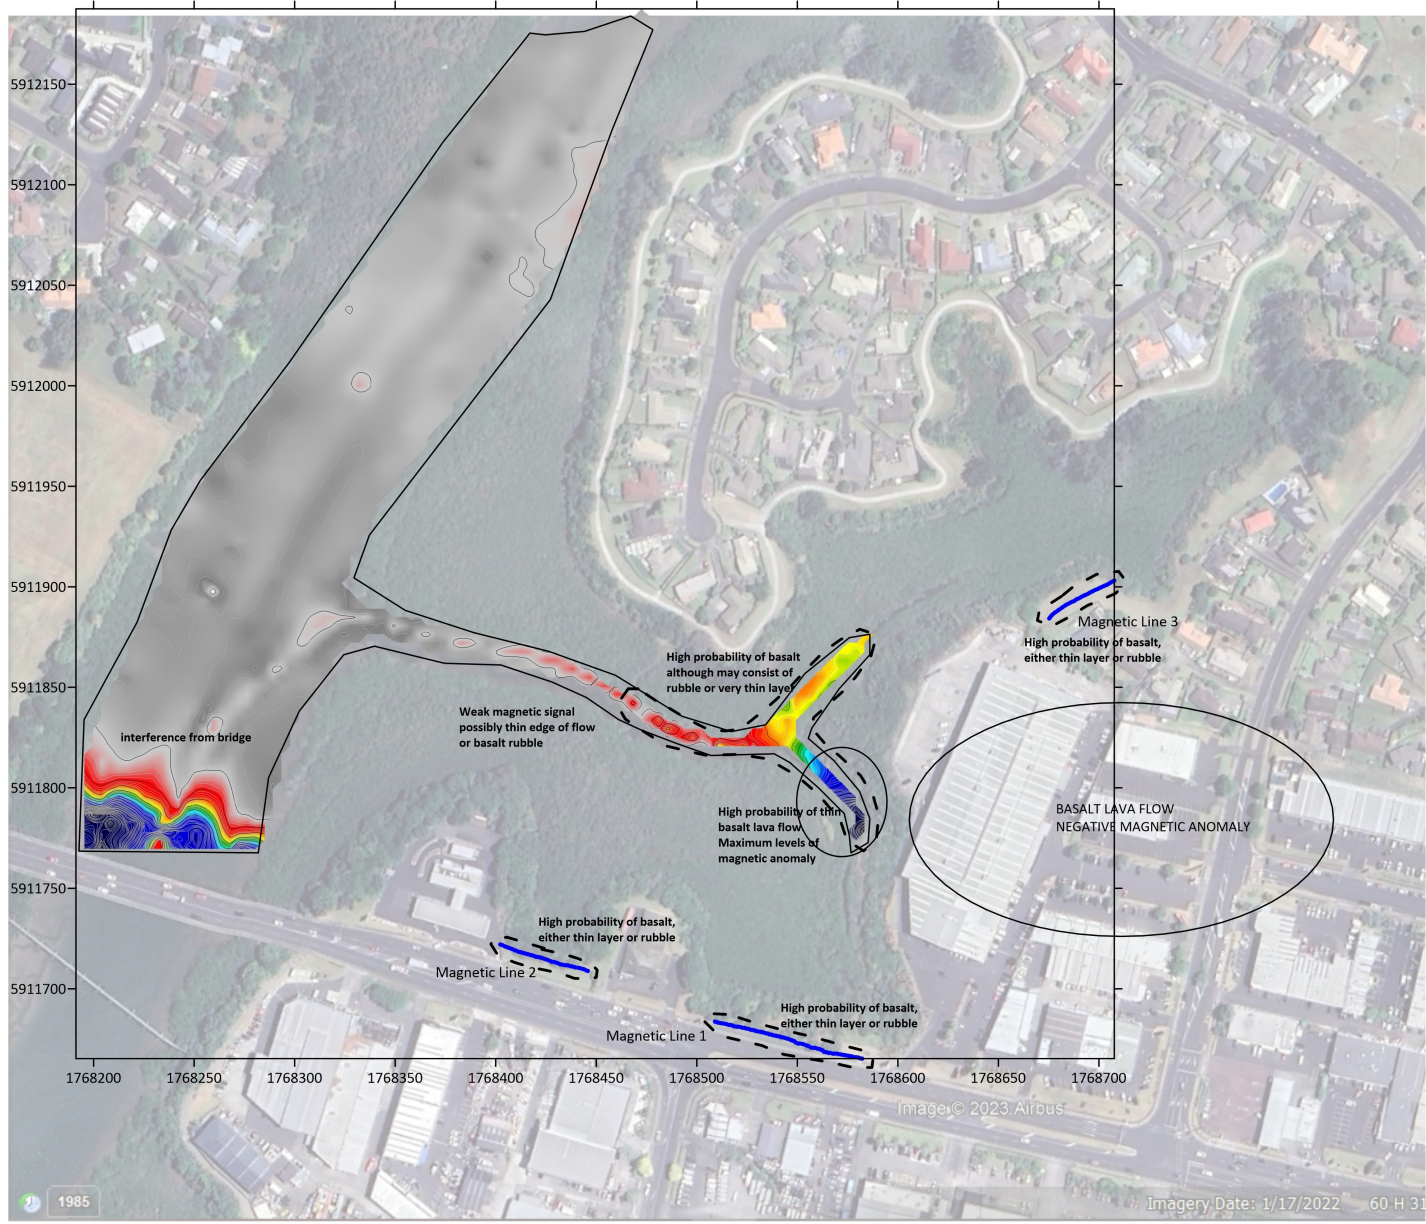 5912150
5912100
5912050
5912000
5911950
5911900
5911850
5911800
5911750
5911700
Magnetic Line 3
High probability of basalt,
either thin layer or rubble
High probability of basalt
although may consist of
rubble or very thin layer
Weak magnetic signal
possibly thin edge of flow
or basalt rubble
interference from bridge
High probability of thin
basalt lava flow
Maximum levels of
magnetic anomaly
BASALT LAVA FLOW
NEGATIVE MAGNETIC ANOMALY
High probability of basalt,
either thin layer or rubble
Magnetic Line 2
High probability of basalt,
either thin layer or rubble
Magnetic Line 1
1768200 1768250 1768300 1768350 1768400 1768450 1768500 1768550 1768600 1768650 1768700
Image © 2023 Airbus
1985
Imagery Date: 1/17/2022 60 H 31